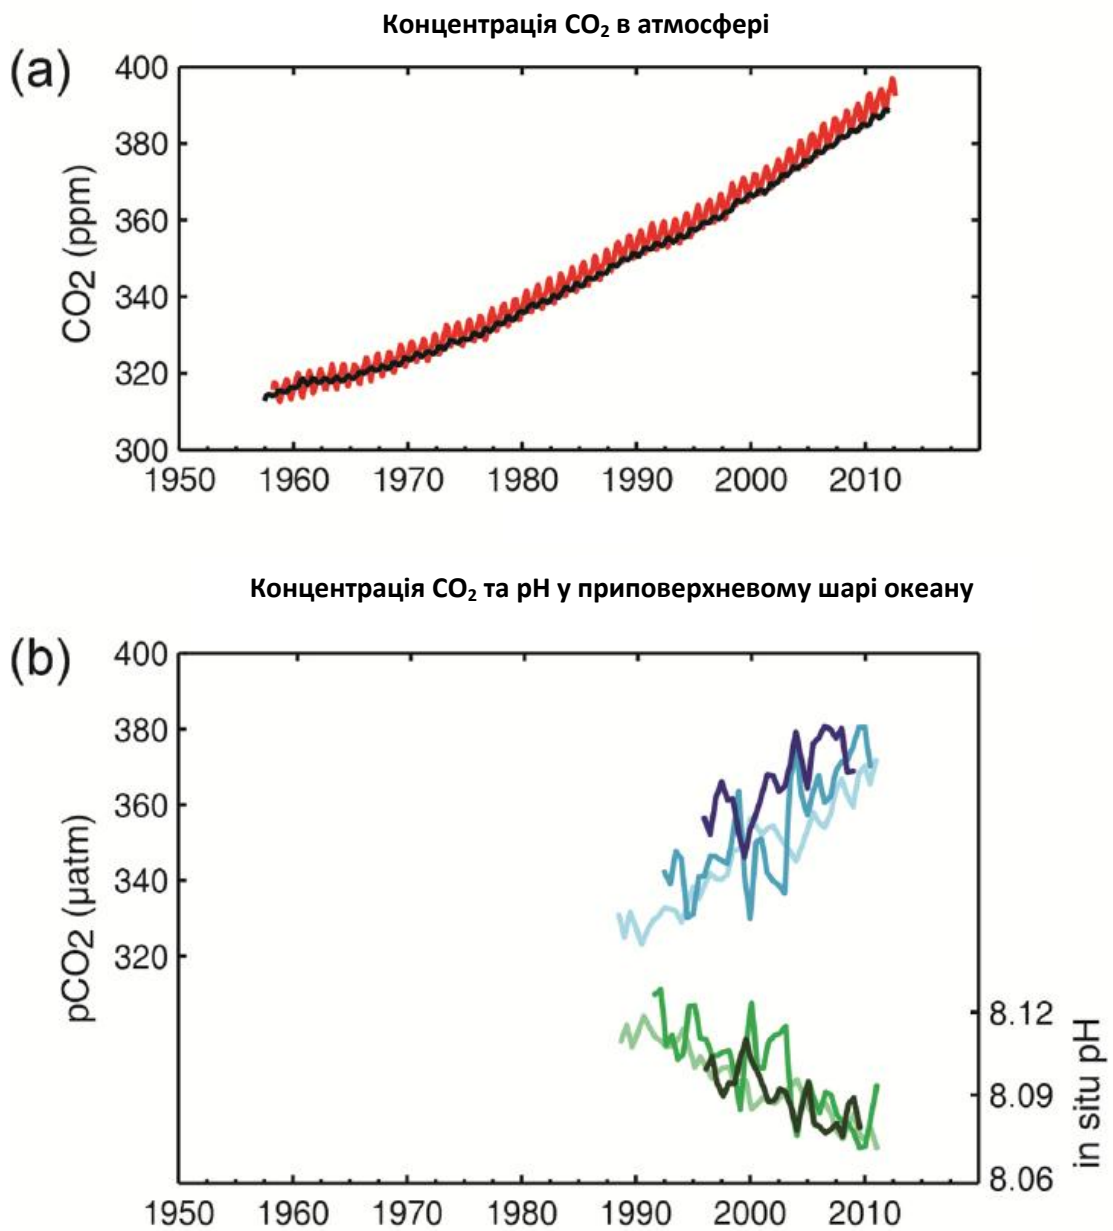 Концентрація CO₂ в атмосфері
(a)
400
380
360
340
320
300
CO2 (ppm)
1950 1960 1970 1980 1990 2000 2010
Концентрація CO₂ та pH у приповерхневому шарі океану
(b)
400
380
360
340
320
pCO2 (µatm)
8.12
8.09
8.06
in situ pH
1950 1960 1970 1980 1990 2000 2010